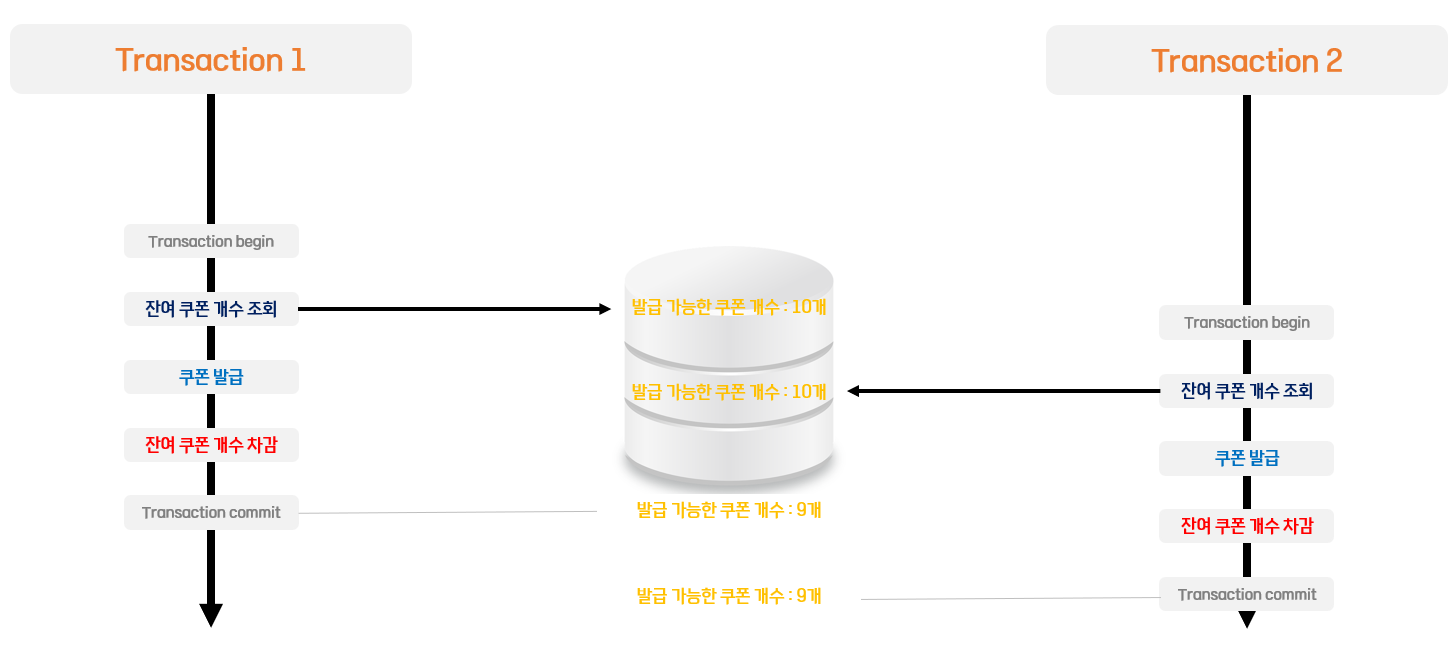 Transaction 1
Transaction 2
Transaction begin
잔여 쿠폰 개수 조회
쿠폰 발급
잔여 쿠폰 개수 차감
Transaction commit
발급 가능한 쿠폰 개수 : 10개
발급 가능한 쿠폰 개수 : 10개
발급 가능한 쿠폰 개수 : 9개
발급 가능한 쿠폰 개수 : 9개
Transaction begin
잔여 쿠폰 개수 조회
쿠폰 발급
잔여 쿠폰 개수 차감
Transaction commit